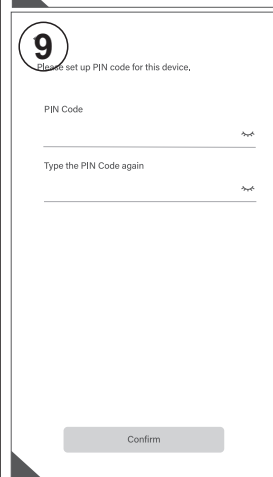 9
Please set up PIN code for this device,
PIN Code
Type the PIN Code again
Confirm